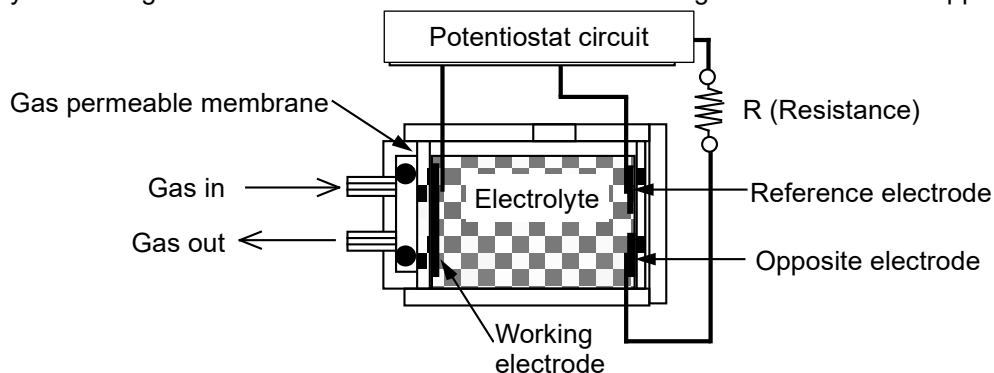 Potentiostat circuit
Gas permeable membrane
R (Resistance)
Gas in
Electrolyte
Reference electrode
Gas out
Opposite electrode
Working
electrode